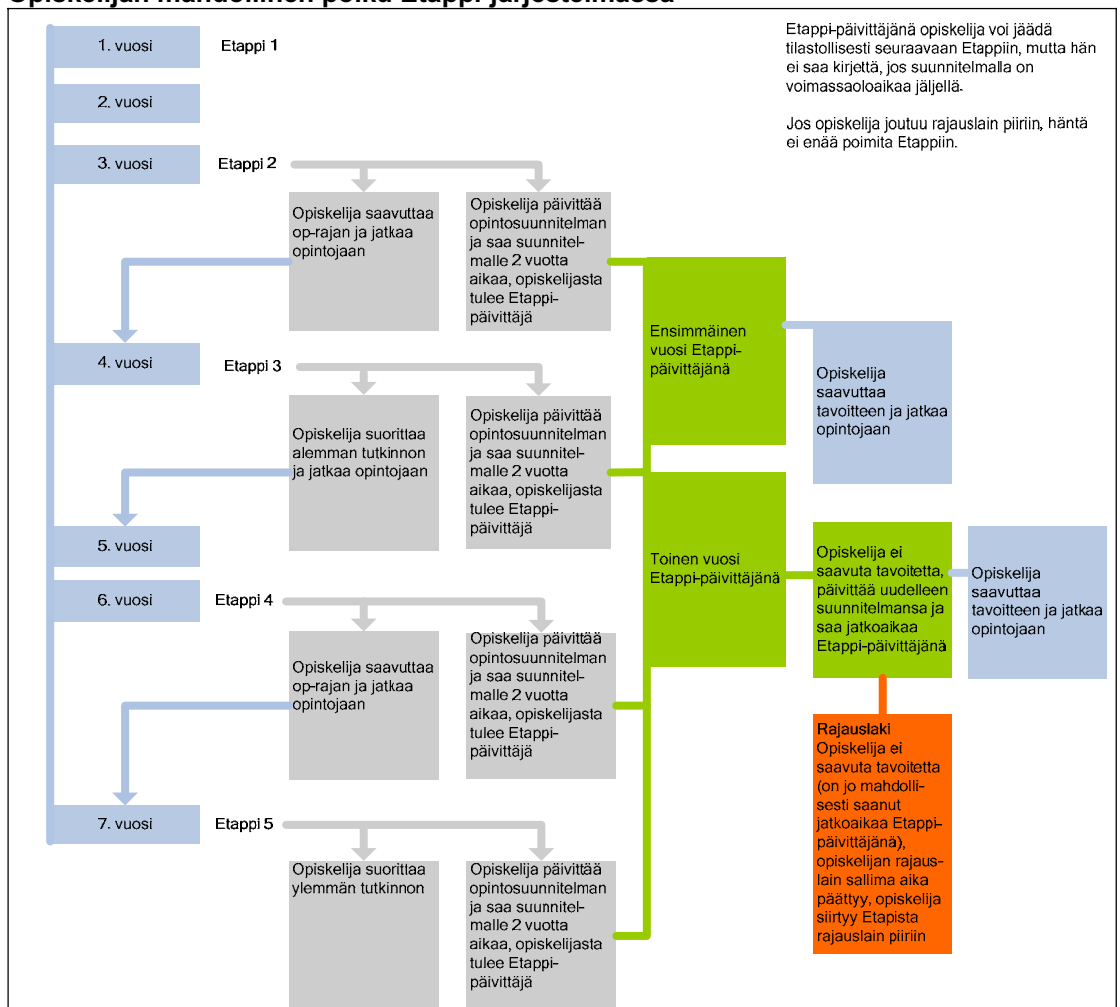 Opiskelijan mahdollinen polku Etappi-järjestelmässä
1. vuosi
Etappi 1
Etappi-päivittäjänä opiskelija voi jäädä
tilastollisesti seuraavaan Etappiin, mutta hän
ei saa kirjettä, jos suunnitelmalla on
voimassaoloaikaa jäljellä.
Jos opiskelija joutuu rajauslain piiriin, häntä
ei enää poimita Etappiin.
2. vuosi
3. vuosi
Etappi 2
Opiskelija saavuttaa
op-rajan ja jatkaa
opintojaan
Opiskelija päivittää
opintosuunnitelman
ja saa suunnitel-
malle 2 vuotta
aikaa, opiskelijasta
tulee Etappi-
päivittäjä
Ensimmäinen
vuosi Etappi-
päivittäjänä
Opiskelija
saavuttaa
tavoitteen ja jatkaa
opintojaan
4. vuosi
Etappi 3
Opiskelija suorittaa
alemman tutkinnon
ja jatkaa opintojaan
Opiskelija päivittää
opintosuunnitelman
ja saa suunnitel-
malle 2 vuotta
aikaa, opiskelijasta
tulee Etappi-
päivittäjä
5. vuosi
Toinen vuosi
Etappi-päivittäjänä
Opiskelija ei
saavuta tavoitetta,
päivittää uudelleen
suunnitelmansa ja
saa jatkoaikaa
Etappi-päivittäjänä
Opiskelija
saavuttaa
tavoitteen ja jatkaa
opintojaan
6. vuosi
Etappi 4
Opiskelija saavuttaa
op-rajan ja jatkaa
opintojaan
Opiskelija päivittää
opintosuunnitelman
ja saa suunnitel-
malle 2 vuotta
aikaa, opiskelijasta
tulee Etappi-
päivittäjä
Rajauslaki
Opiskelija ei
saavuta tavoitetta
(on jo mahdolli-
sesti saanut
jatkoaikaa Etappi-
päivittäjänä),
opiskelijan rajaus-
lain sallima aika
päättyy, opiskelija
siirtyy Etapista
rajauslain piiriin
7. vuosi
Etappi 5
Opiskelija suorittaa
ylemmän tutkinnon
Opiskelija päivittää
opintosuunnitelman
ja saa suunnitel-
malle 2 vuotta
aikaa, opiskelijasta
tulee Etappi-
päivittäjä